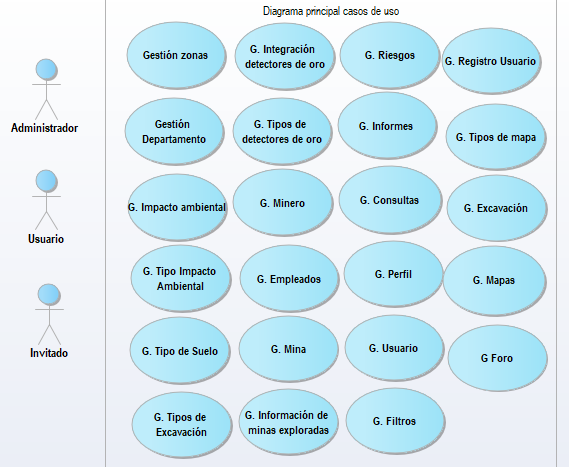 Diagrama principal casos de uso
Administrador
Usuario
Invitado
Gestión zonas
G. Integración
detectores de oro
G. Riesgos
G. Registro Usuario
Gestión
Departamento
G. Tipos de
detectores de oro
G. Informes
G. Tipos de mapa
G. Impacto ambiental
G. Minero
G. Consultas
G. Excavación
G. Tipo Impacto
Ambiental
G. Empleados
G. Perfil
G. Mapas
G. Tipo de Suelo
G. Mina
G. Usuario
G Foro
G. Tipos de
Excavación
G. Información de
minas exploradas
G. Filtros